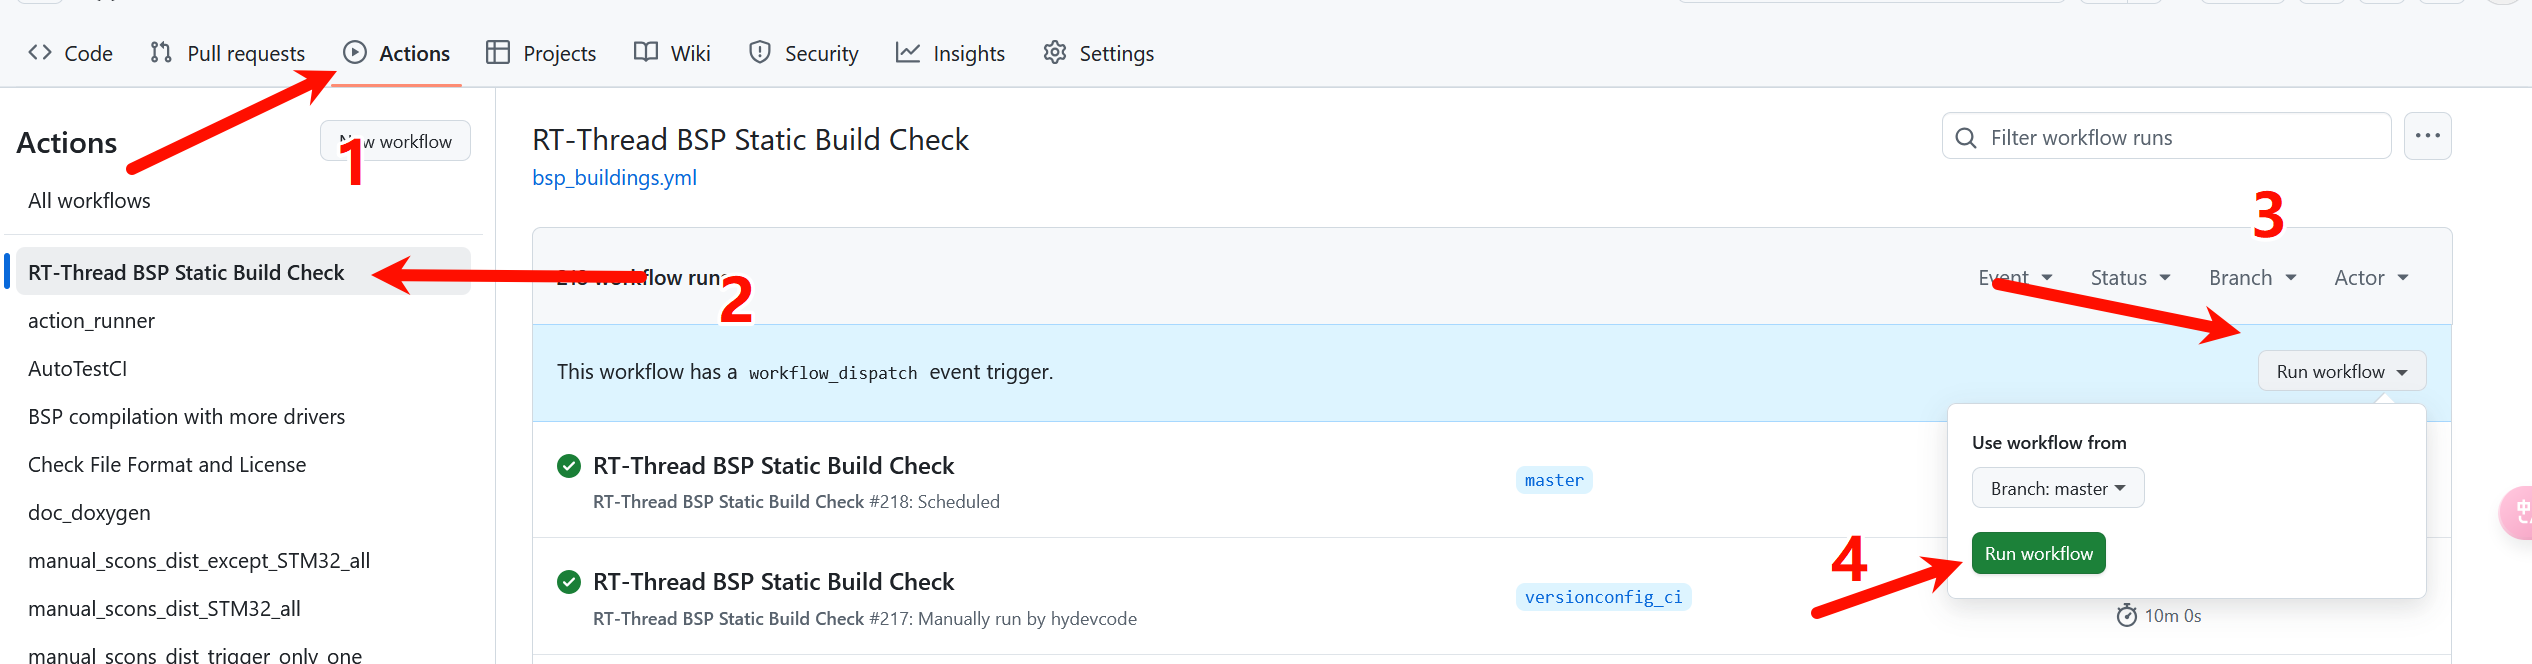 Code Pull requests Actions Projects Wiki Security Insights Settings
Actions
New workflow
1
All workflows
RT-Thread BSP Static Build Check
action_runner
AutoTestCI
BSP compilation with more drivers
Check File Format and License
doc_doxygen
manual_scons_dist_except_STM32_all
manual_scons_dist_STM32_all
manual_scons_dist_trigger_only_one
RT-Thread BSP Static Build Check
bsp_buildings.yml
Filter workflow runs
3
218 workflow runs
2
Event Status Branch Actor
This workflow has a workflow_dispatch event trigger.
Run workflow
Use workflow from
Branch: master
4
Run workflow
RT-Thread BSP Static Build Check
RT-Thread BSP Static Build Check #218: Scheduled
master
RT-Thread BSP Static Build Check
RT-Thread BSP Static Build Check #217: Manually run by hydevcode
versionconfig_ci
10m 0s